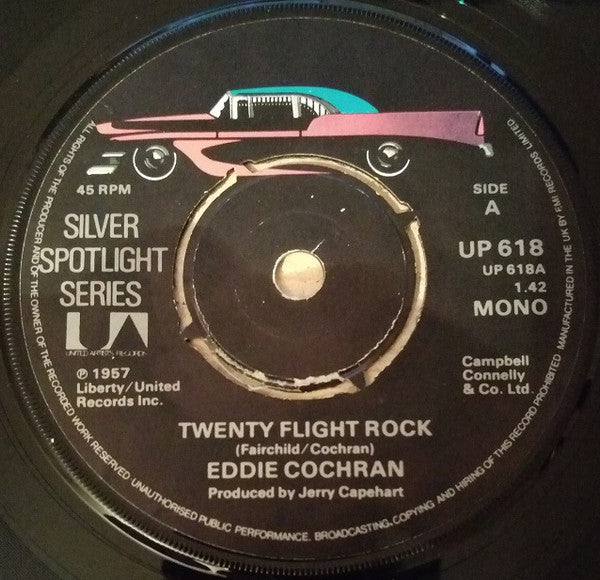 45 RPM
SILVER
SPOTLIGHT
SERIES
UA
UNITED ARTISTS RECORDS
℗ 1957
Liberty/United
Records Inc.
SIDE
A
UP 618
UP 618A
1.42
MONO
Campbell
Connelly
& Co. Ltd.
TWENTY FLIGHT ROCK
(Fairchild/Cochran)
EDDIE COCHRAN
Produced by Jerry Capehart
ALL RIGHTS OF THE PRODUCER AND OF THE OWNER OF THE RECORDED WORK RESERVED UNAUTHORISED PUBLIC PERFORMANCE, BROADCASTING, COPYING AND HIRING OF THIS RECORD PROHIBITED MANUFACTURED IN THE UK BY EMI RECORDS LIMITED